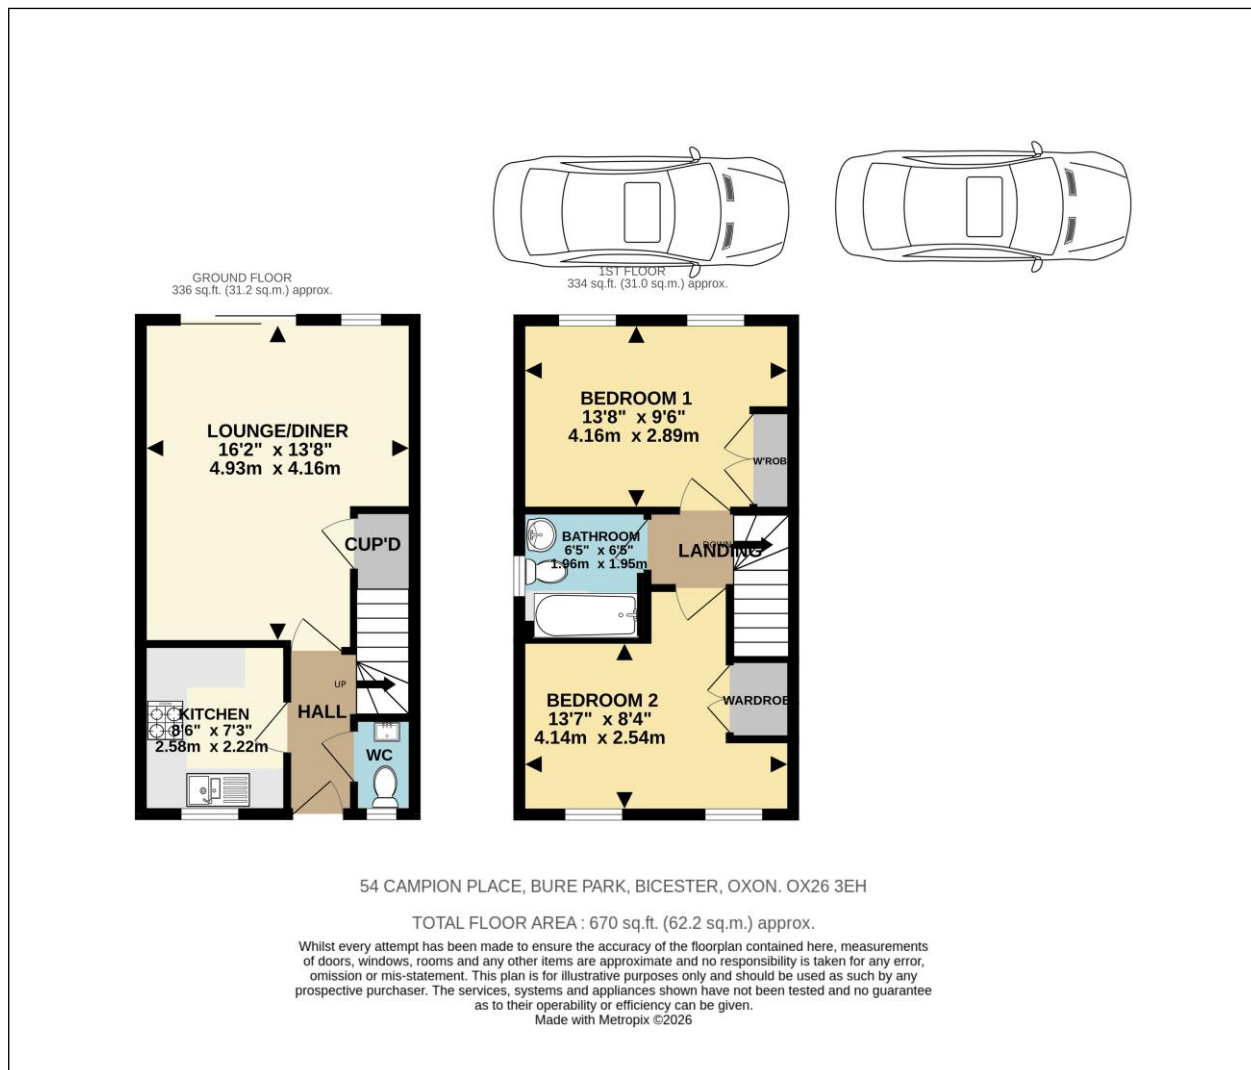 GROUND FLOOR
336 sq.ft. (31.2 sq.m.) approx.
1ST FLOOR
334 sq.ft. (31.0 sq.m.) approx.
LOUNGE/DINER
16'2" x 13'8"
4.93m x 4.16m
CUP'D
UP
HALL
KITCHEN
8'6" x 7'3"
2.58m x 2.22m
WC
BEDROOM 1
13'8" x 9'6"
4.16m x 2.89m
W'ROB
BATHROOM
6'5" x 6'5"
1.96m x 1.95m
DOWN
LANDING
BEDROOM 2
13'7" x 8'4"
4.14m x 2.54m
WARDROBE
54 CAMPION PLACE, BURE PARK, BICESTER, OXON. OX26 3EH
TOTAL FLOOR AREA : 670 sq.ft. (62.2 sq.m.) approx.
Whilst every attempt has been made to ensure the accuracy of the floorplan contained here, measurements
of doors, windows, rooms and any other items are approximate and no responsibility is taken for any error,
omission or mis-statement. This plan is for illustrative purposes only and should be used as such by any
prospective purchaser. The services, systems and appliances shown have not been tested and no guarantee
as to their operability or efficiency can be given.
Made with Metropix ©2026